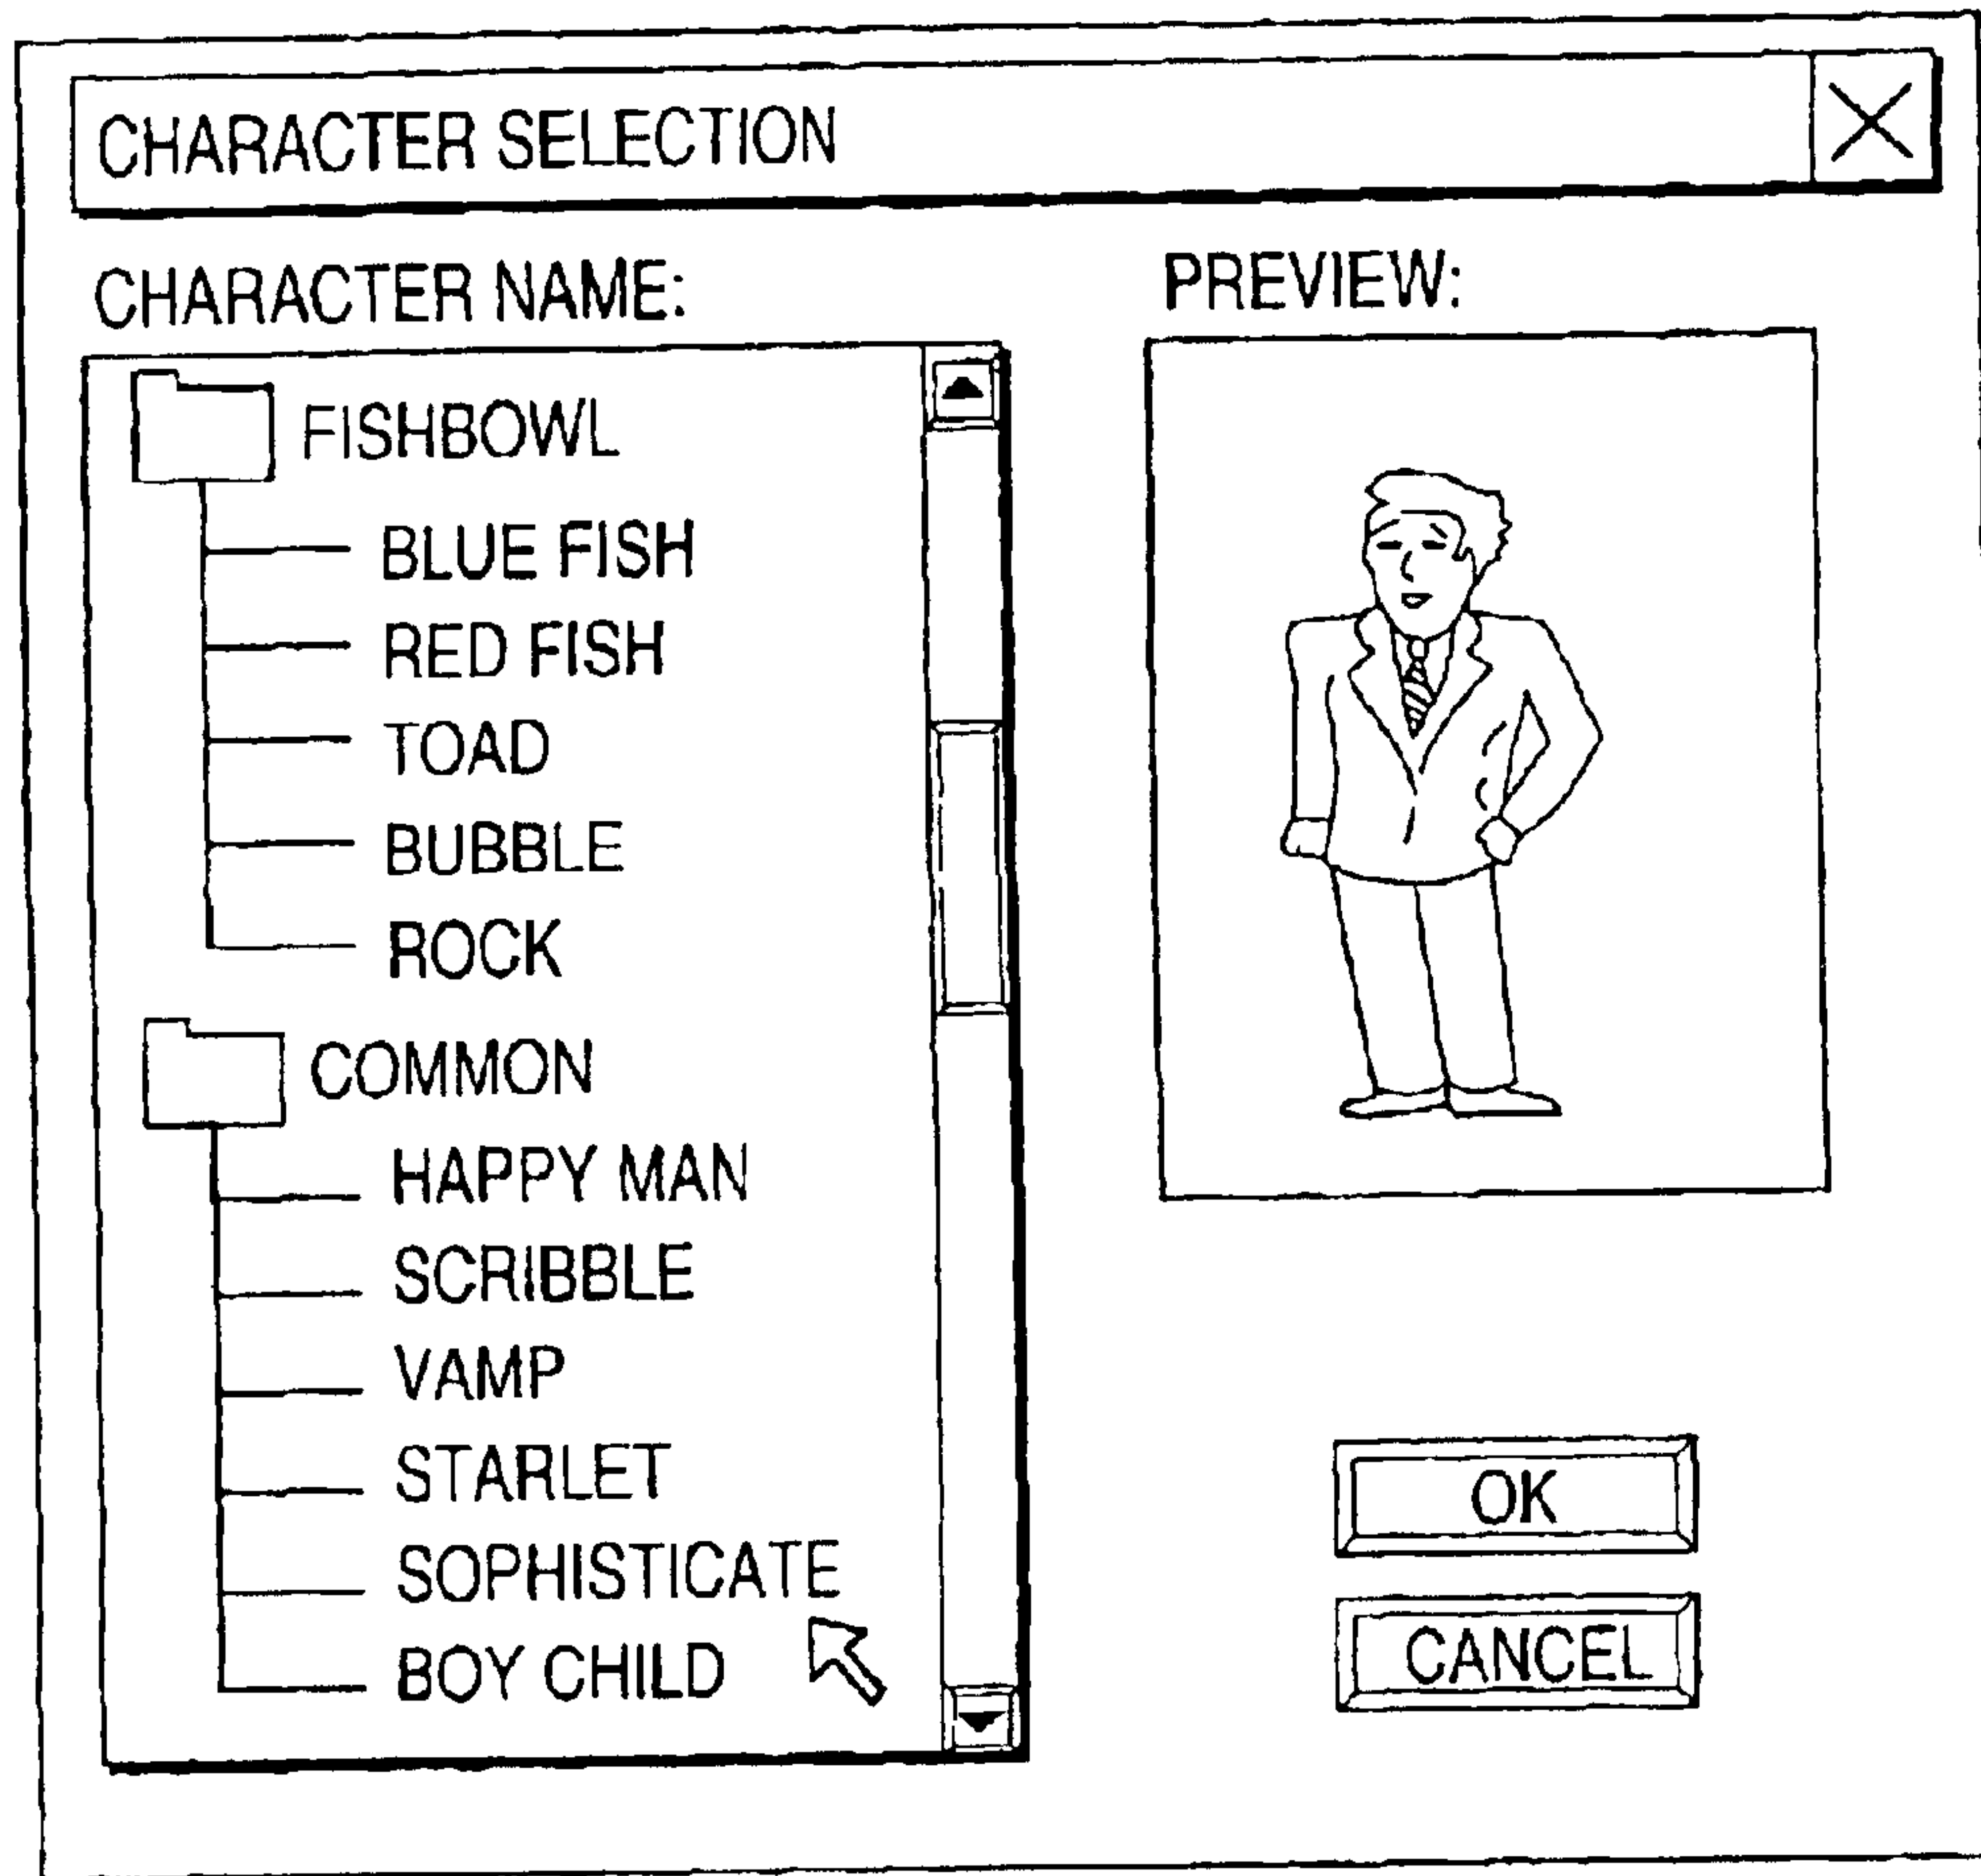 CHARACTER SELECTION
CHARACTER NAME:
FISHBOWL
BLUE FISH
RED FISH
TOAD
BUBBLE
ROCK
COMMON
HAPPY MAN
SCRIBBLE
VAMP
STARLET
SOPHISTICATE
BOY CHILD
PREVIEW:
OK
CANCEL